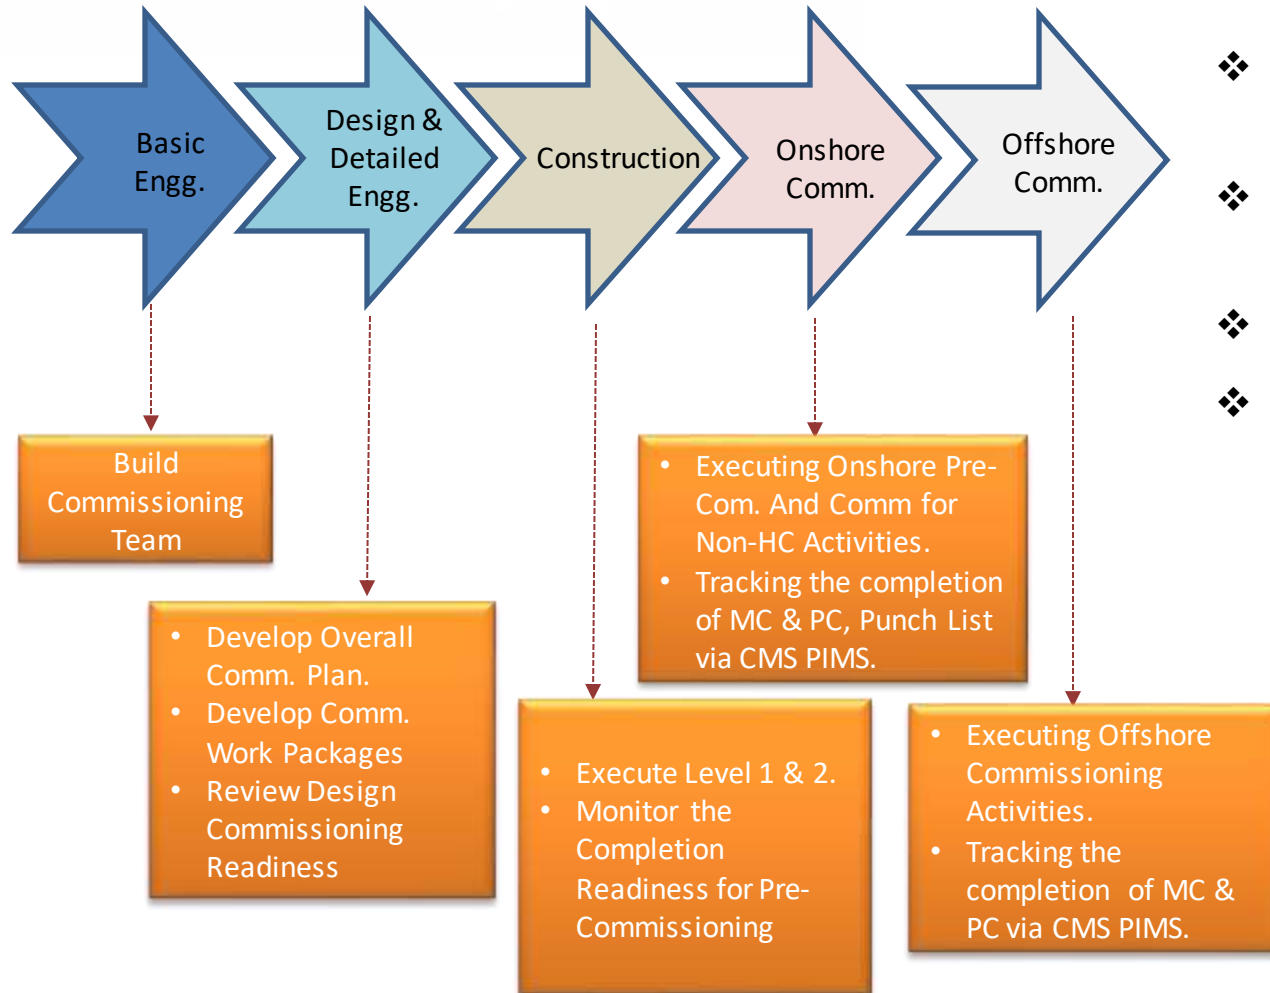 Basic
Engg.
Design &
Detailed
Engg.
Construction
Onshore
Comm.
Offshore
Comm.
Build
Commissioning
Team
• Develop Overall
Comm. Plan.
• Develop Comm.
Work Packages
• Review Design
Commissioning
Readiness
• Execute Level 1 & 2.
• Monitor the
Completion
Readiness for Pre-
Commissioning
• Executing Onshore Pre-
Com. And Comm for
Non-HC Activities.
• Tracking the completion
of MC & PC, Punch List
via CMS PIMS.
• Executing Offshore
Commissioing
Activities.
• Tracking the
completion of MC &
PC via CMS PIMS.